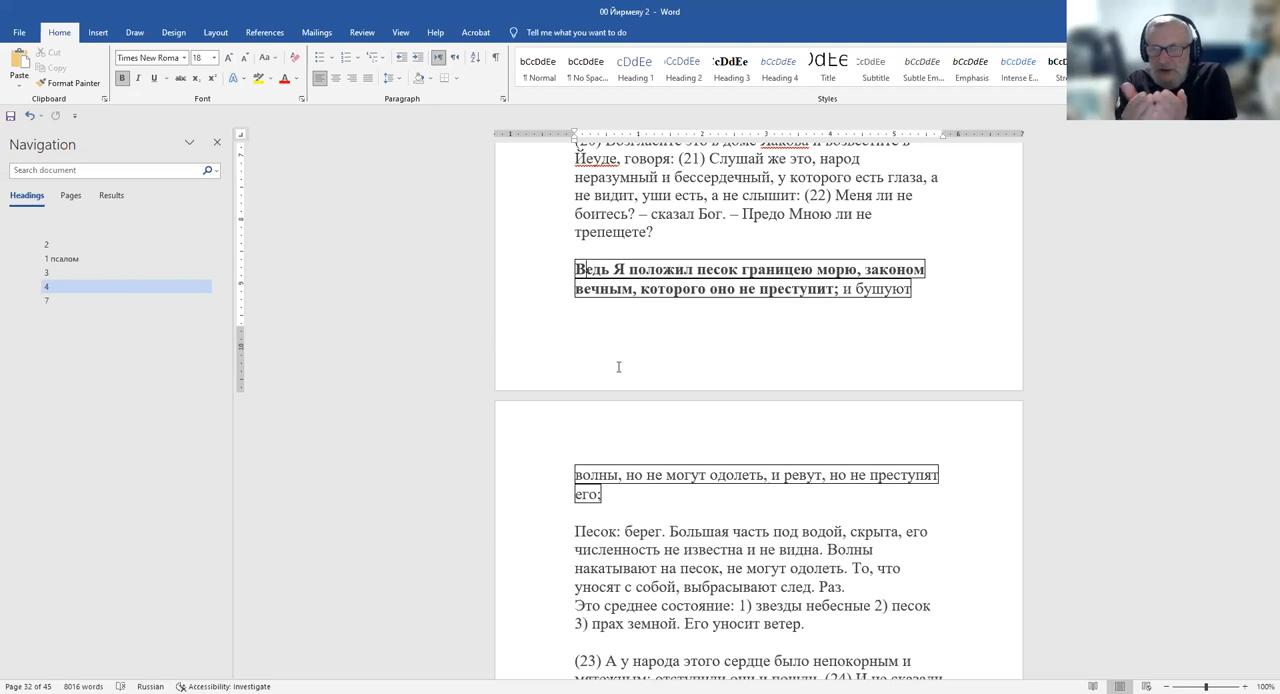 00 Йирмеяу 2 - Word
File Home Insert Draw Design Layout References Mailings Review View Help Acrobat Tell me what you want to do
Paste
Cut
Copy
Format Painter
Clipboard
Times New Roma 18
Font
Paragraph
BbCcDdEe BbCcDdEe
¶ Normal ¶ No Spac... Heading 1 Heading 2 Heading 3 Heading 4 Title Subtitle Subtle Em... Emphasis Intense E...
Styles
Navigation
Search document
Headings Pages Results
2
1 псалом
3
4
7
Йеуде, говоря: (21) Слушай же это, народ
неразумный и бессердечный, у которого есть глаза, а
не видит, уши есть, а не слышит: (22) Меня ли не
боитесь? – сказал Бог. – Предо Мною ли не
трепещете?
Ведь Я положил песок границею морю, законом
вечным, которого оно не преступит; и бушуют
волны, но не могут одолеть, и ревут, но не преступят
его;
Песок: берег. Большая часть под водой, скрыта, его
численность не известна и не видна. Волны
накатывают на песок, не могут одолеть. То, что
уносят с собой, выбрасывают след. Раз.
Это среднее состояние: 1) звезды небесные 2) песок
3) прах земной. Его уносит ветер.
(23) А у народа этого сердце было непокорным и
Page 32 of 45 8016 words Russian Accessibility: Investigate 100%